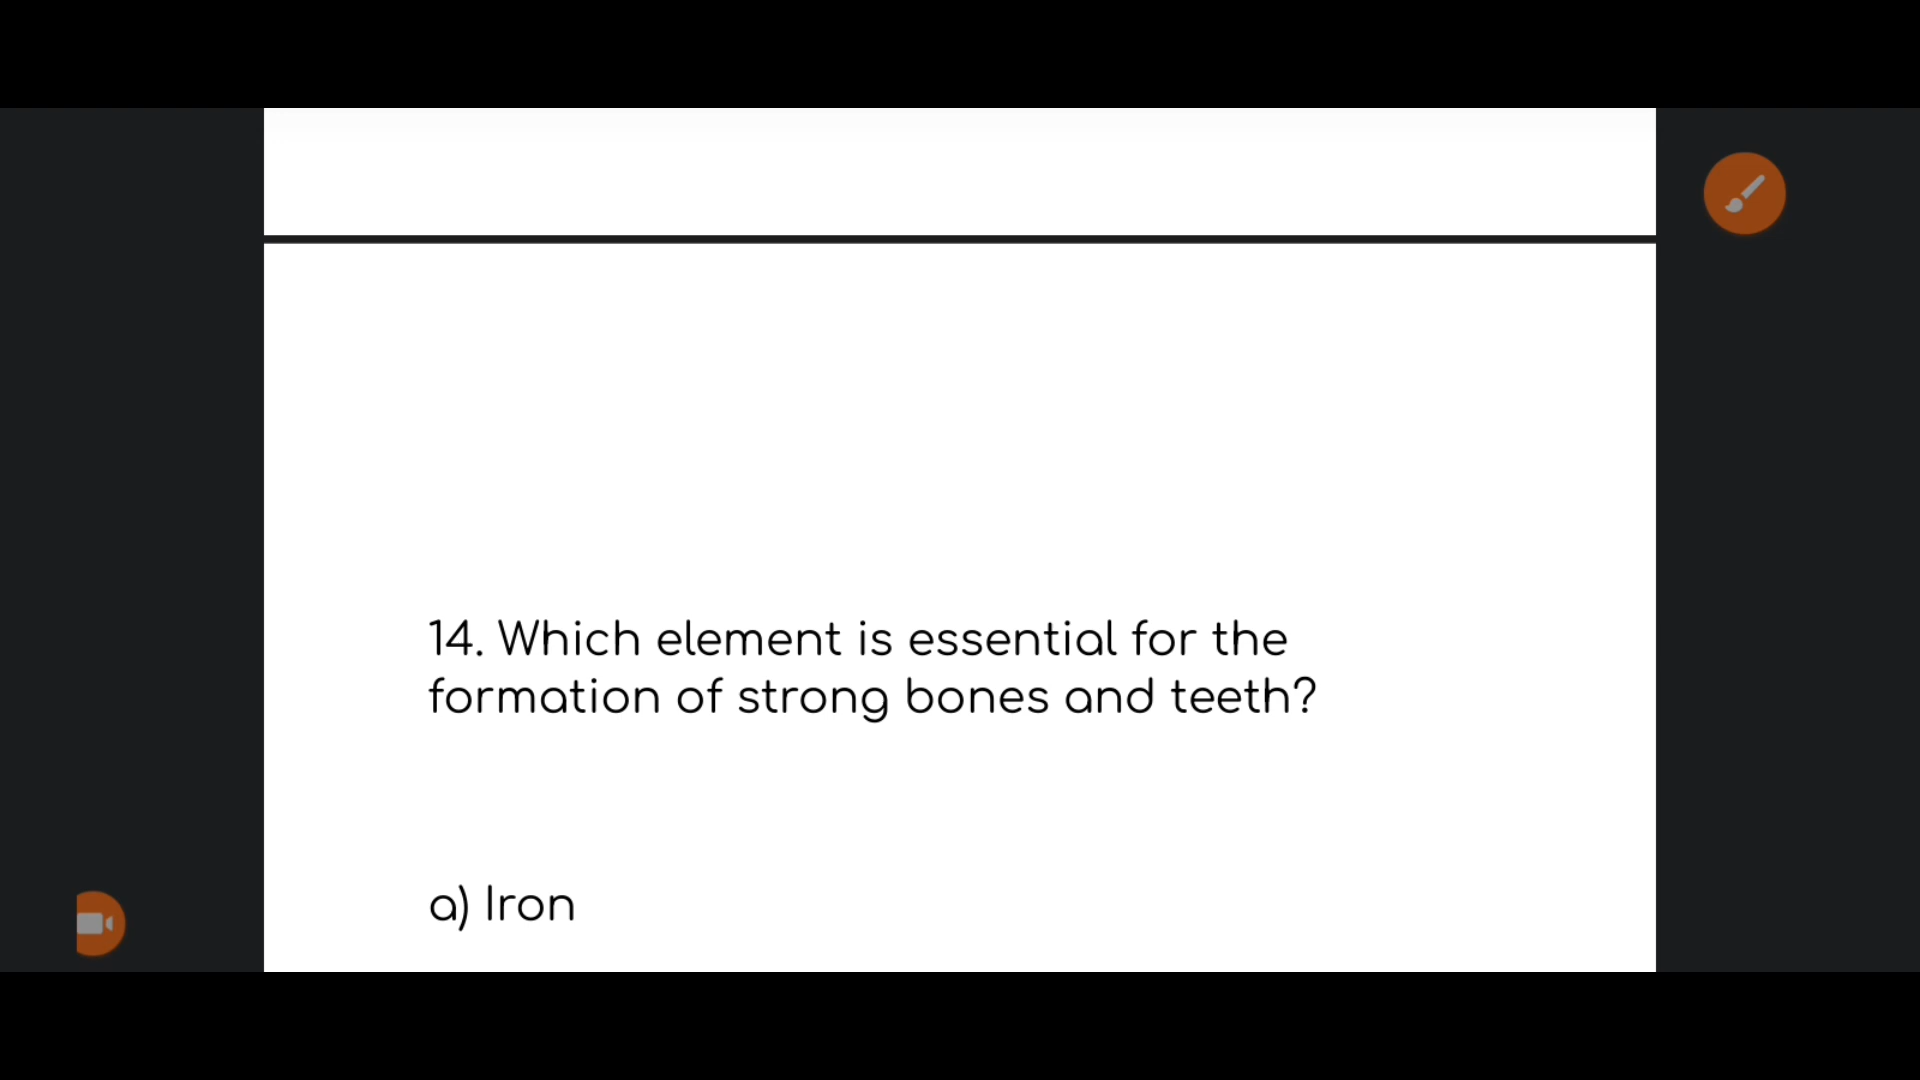 14. Which element is essential for the
formation of strong bones and teeth?
a) Iron